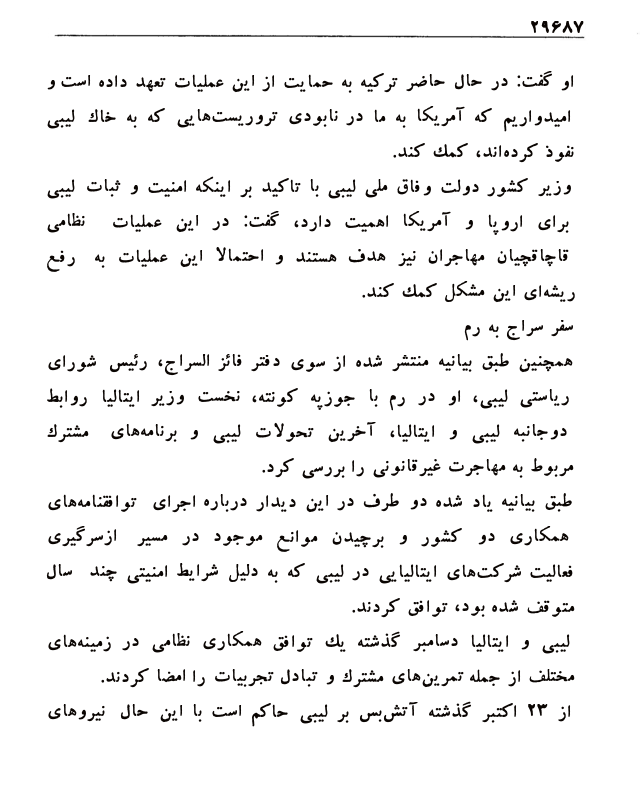 ۲۹۶۸۷
او گفت: در حال حاضر ترکیه به حمایت از این عملیات تعهد داده است و
امیدواریم که آمریکا به ما در نابودی تروریست‌هایی که به خاك لیبی
نفوذ کرده‌اند، کمك کند.
وزیر کشور دولت وفاق ملی لیبی با تاکید بر اینکه امنیت و ثبات لیبی
برای اروپا و آمریکا اهمیت دارد، گفت: در این عملیات نظامی
قاچاقچیان مهاجران نیز هدف هستند و احتمالا این عملیات به رفع
ریشه‌ای این مشکل کمك کند.
سفر سراج به رم
همچنین طبق بیانیه منتشر شده از سوی دفتر فائز السراج، رئیس شورای
ریاستی لیبی، او در رم با جوزپه کونته، نخست وزیر ایتالیا روابط
دوجانبه لیبی و ایتالیا، آخرین تحولات لیبی و برنامه‌های مشترك
مربوط به مهاجرت غیرقانونی را بررسی کرد.
طبق بیانیه یاد شده دو طرف در این دیدار درباره اجرای توافقنامه‌های
همکاری دو کشور و برچیدن موانع موجود در مسیر ازسرگیری
فعالیت شرکت‌های ایتالیایی در لیبی که به دلیل شرایط امنیتی چند سال
متوقف شده بود، توافق کردند.
لیبی و ایتالیا دسامبر گذشته یك توافق همکاری نظامی در زمینه‌های
مختلف از جمله تمرین‌های مشترك و تبادل تجربیات را امضا کردند.
از ۲۳ اکتبر گذشته آتش‌بس بر لیبی حاکم است با این حال نیروهای